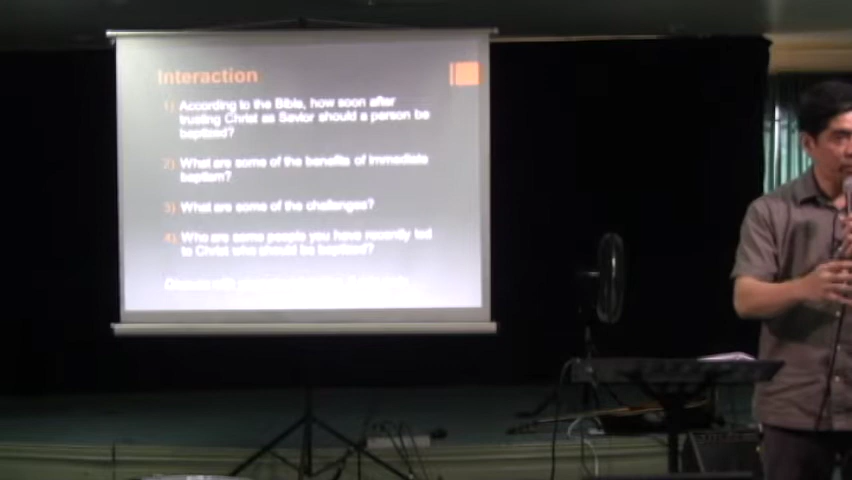 Interaction
1) According to the Bible, how soon after
trusting Christ as Savior should a person be
baptized?
2) What are some of the benefits of immediate
baptism?
3) What are some of the challenges?
4) Who are some people you have recently led
to Christ who should be baptized?
Discuss with